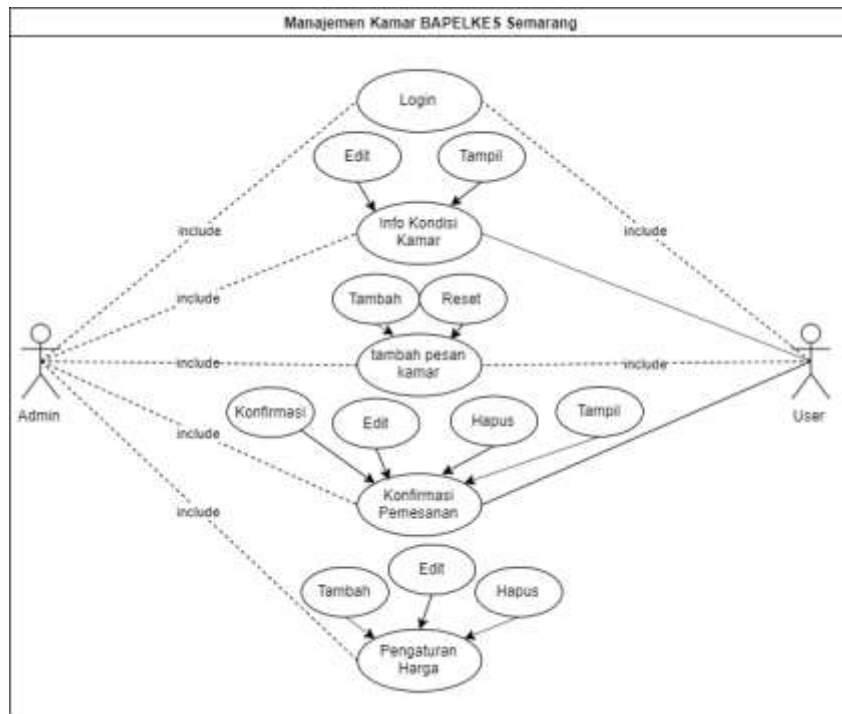 Manajemen Kamar BAPELKES Semarang
Login
Edit
Tampil
include
Info Kondisi
Kamar
include
include
Tambah
Reset
include
tambah pesan
kamar
include
Admin
User
Konfirmasi
Edit
Hapus
Tampil
include
Konfirmasi
Pemesanan
include
Tambah
Edit
Hapus
Pengaturan
Harga